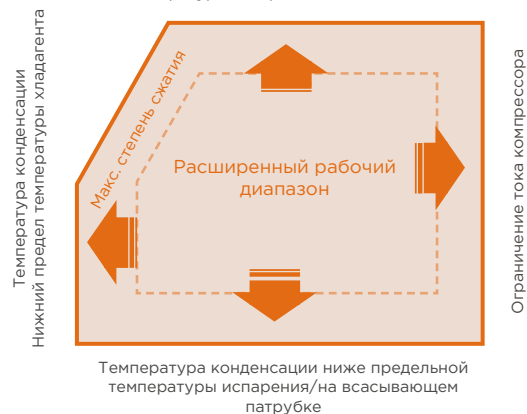 Температура конденсации
Нижний предел температуры хладагента
Макс. степень сжатия
Расширенный рабочий
диапазон
Ограничение тока компрессора
Температура конденсации ниже предельной
температуры испарения/на всасывающем
патрубке